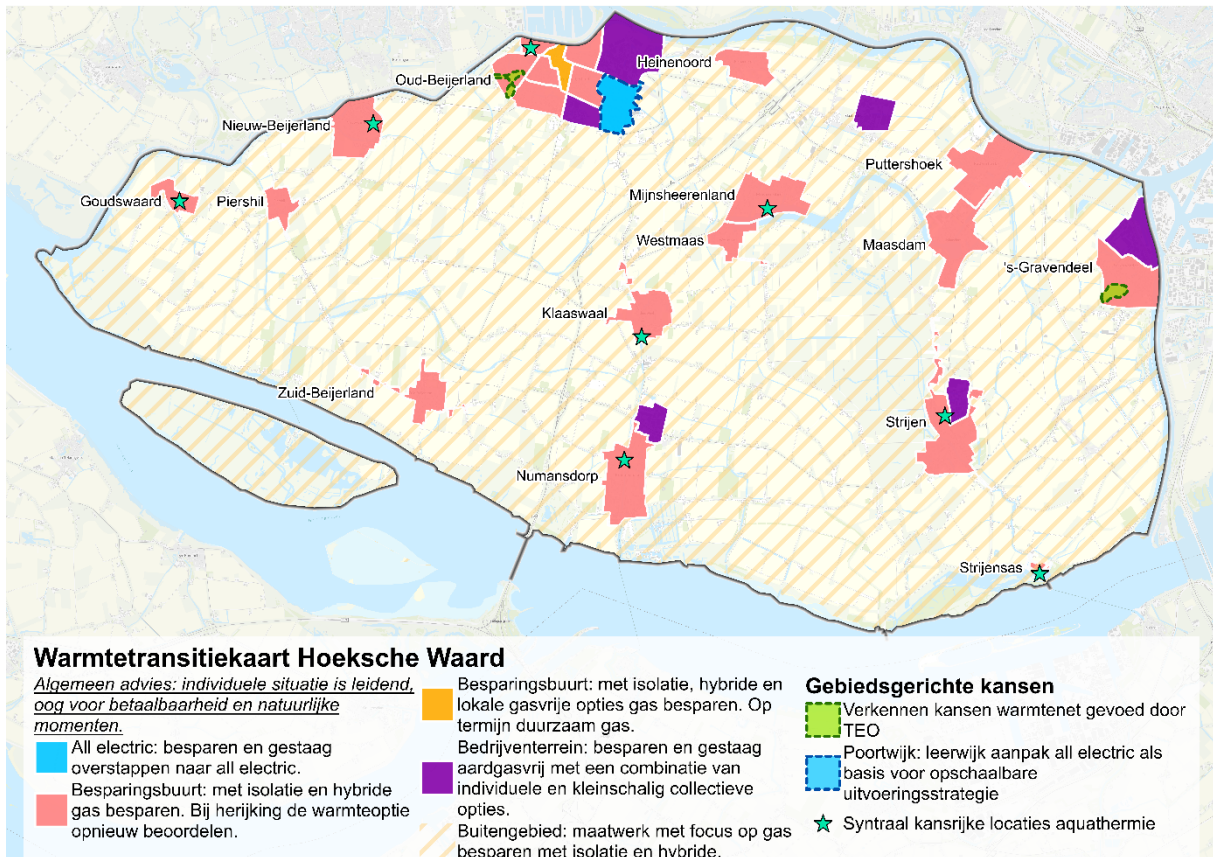 Heinenoord
Oud-Beijerland
Nieuw-Beijerland
Puttershoek
Goudswaard
Piershil
Mijnsheerenland
Westmaas
Maasdam
's-Gravendeel
Klaaswaal
Zuid-Beijerland
Strijen
Numansdorp
Strijensas
Warmtetransitiekaart Hoeksche Waard
Algemeen advies: individuele situatie is leidend,
oog voor betaalbaarheid en natuurlijke
momenten.
All electric: besparen en gestaag
overstappen naar all electric.
Besparingsbuurt: met isolatie en hybride
gas besparen. Bij herijking de warmteoptie
opnieuw beoordelen.
Besparingsbuurt: met isolatie, hybride en
lokale gasvrije opties gas besparen. Op
termijn duurzaam gas.
Bedrijventerrein: besparen en gestaag
aardgasvrij met een combinatie van
individuele en kleinschalig collectieve
opties.
Buitengebied: maatwerk met focus op gas
besparen met isolatie en hybride.
Gebiedsgerichte kansen
Verkennen kansen warmtenet gevoed door
TEO
Poortwijk: leerwijk aanpak all electric als
basis voor opschaalbare
uitvoeringsstrategie
Syntraal kansrijke locaties aquathermie